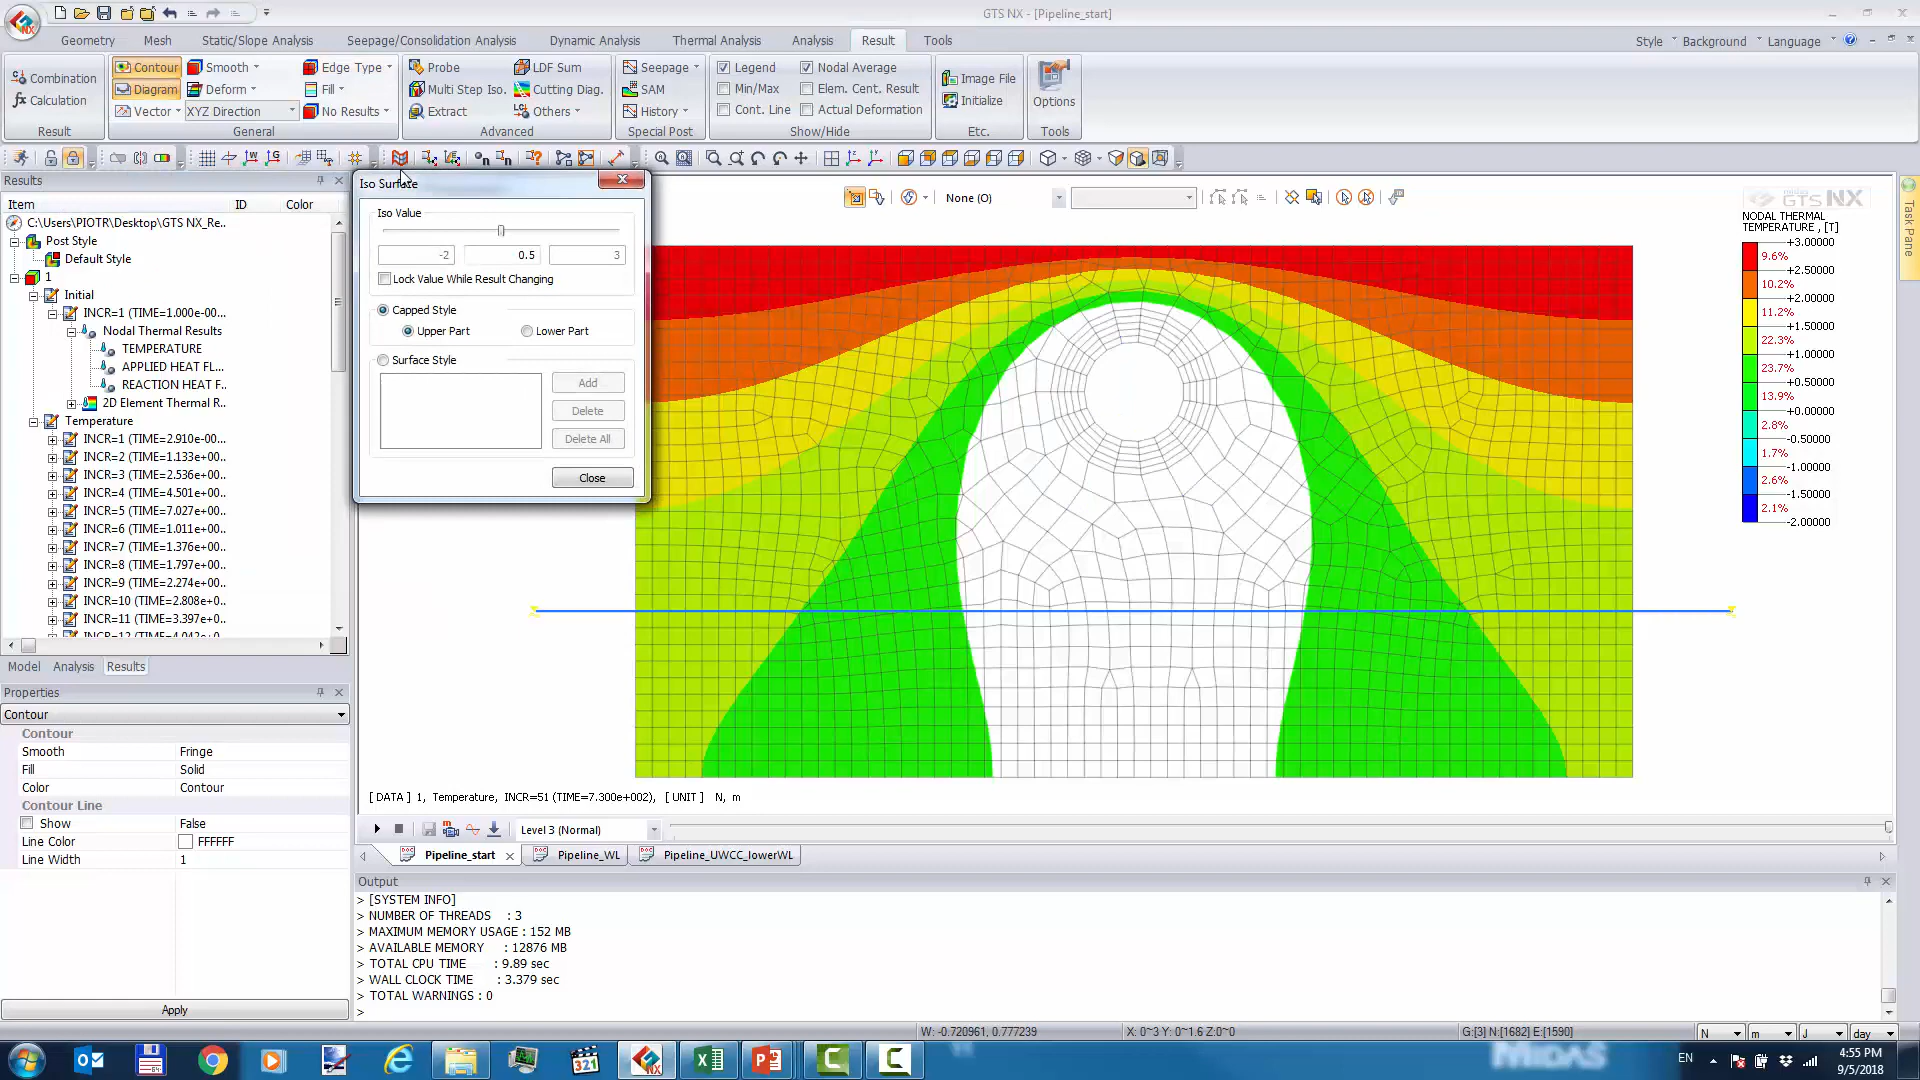 GTS NX - [Pipeline_start]
Geometry Mesh Static/Slope Analysis Seepage/Consolidation Analysis Dynamic Analysis Thermal Analysis Analysis Result Tools
Style Background Language
Combination
Calculation
Result
Contour Smooth Edge Type
Diagram Deform Fill
Vector XYZ Direction No Results
General
Probe LDF Sum
Multi Step Iso. Cutting Diag.
Extract Others
Advanced
Seepage
SAM
History
Special Post
Legend Nodal Average
Min/Max Elem. Cent. Result
Cont. Line Actual Deformation
Show/Hide
Image File
Initialize
Etc.
Options
Tools
Results
Item ID Color
C:\Users\PIOTR\Desktop\GTS NX_Re..
Post Style
Default Style
1
Initial
INCR=1 (TIME=1.000e-00..
Nodal Thermal Results
TEMPERATURE
APPLIED HEAT FL...
REACTION HEAT F..
2D Element Thermal R..
Temperature
INCR=1 (TIME=2.910e-00..
INCR=2 (TIME=1.133e+00..
INCR=3 (TIME=2.536e+00..
INCR=4 (TIME=4.501e+00..
INCR=5 (TIME=7.027e+00..
INCR=6 (TIME=1.011e+00..
INCR=7 (TIME=1.376e+00..
INCR=8 (TIME=1.797e+00..
INCR=9 (TIME=2.274e+00..
INCR=10 (TIME=2.808e+0..
INCR=11 (TIME=3.397e+0..
INCR=12 (TIME=4.042e+0..
Model Analysis Results
Properties
Contour
Contour
Smooth Fringe
Fill Solid
Color Contour
Contour Line
Show False
Line Color FFFFFF
Line Width 1
Apply
Iso Surface
Iso Value
-2 0.5 3
Lock Value While Result Changing
Capped Style
Upper Part Lower Part
Surface Style
Add
Delete
Delete All
Close
None (O)
GTS NX
Task Pane
NODAL THERMAL
TEMPERATURE , [T]
+3.00000
9.6%
+2.50000
10.2%
+2.00000
11.2%
+1.50000
22.3%
+1.00000
23.7%
+0.50000
13.9%
+0.00000
2.8%
-0.50000
1.7%
-1.00000
2.6%
-1.50000
2.1%
-2.00000
[ DATA ] 1, Temperature, INCR=51 (TIME=7.300e+002), [ UNIT ] N, m
Level 3 (Normal)
Pipeline_start Pipeline_WL Pipeline_UWCC_lowerWL
Output
> [SYSTEM INFO]
> NUMBER OF THREADS : 3
> MAXIMUM MEMORY USAGE : 152 MB
> AVAILABLE MEMORY : 12876 MB
> TOTAL CPU TIME : 9.89 sec
> WALL CLOCK TIME : 3.379 sec
> TOTAL WARNINGS : 0
>
W: -0.720961, 0.777239 X: 0~3 Y: 0~1.6 Z:0~0 G:[3] N:[1682] E:[1590] N m J day
MIDAS
EN
4:55 PM
9/5/2018